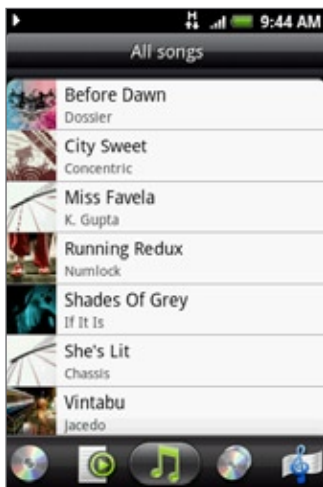 H
9:44 AM
All songs
Before Dawn
Dossier
City Sweet
Concentric
Miss Favela
K. Gupta
Running Redux
Numlock
Shades Of Grey
If It Is
She's Lit
Chassis
Vintabu
Jacedo